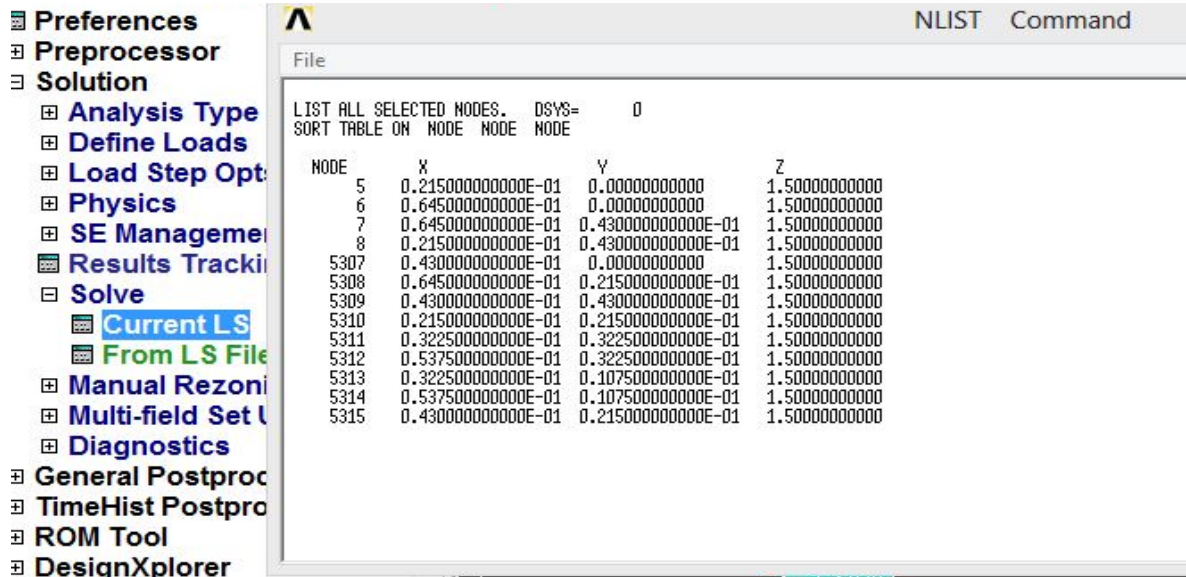 Preferences
Preprocessor
Solution
Analysis Type
Define Loads
Load Step Opt
Physics
SE Manageme
Results Tracki
Solve
Current LS
From LS File
Manual Rezoni
Multi-field Set U
Diagnostics
General Postproc
TimeHist Postpro
ROM Tool
DesignXplorer
NLIST Command
File
LIST ALL SELECTED NODES. DSYS= 0
SORT TABLE ON NODE NODE NODE
NODE X Y Z
5 0.215000000000E-01 0.00000000000 1.50000000000
6 0.645000000000E-01 0.00000000000 1.50000000000
7 0.645000000000E-01 0.430000000000E-01 1.50000000000
8 0.215000000000E-01 0.430000000000E-01 1.50000000000
5307 0.430000000000E-01 0.00000000000 1.50000000000
5308 0.645000000000E-01 0.215000000000E-01 1.50000000000
5309 0.430000000000E-01 0.430000000000E-01 1.50000000000
5310 0.215000000000E-01 0.215000000000E-01 1.50000000000
5311 0.322500000000E-01 0.322500000000E-01 1.50000000000
5312 0.537500000000E-01 0.322500000000E-01 1.50000000000
5313 0.322500000000E-01 0.107500000000E-01 1.50000000000
5314 0.537500000000E-01 0.107500000000E-01 1.50000000000
5315 0.430000000000E-01 0.215000000000E-01 1.50000000000